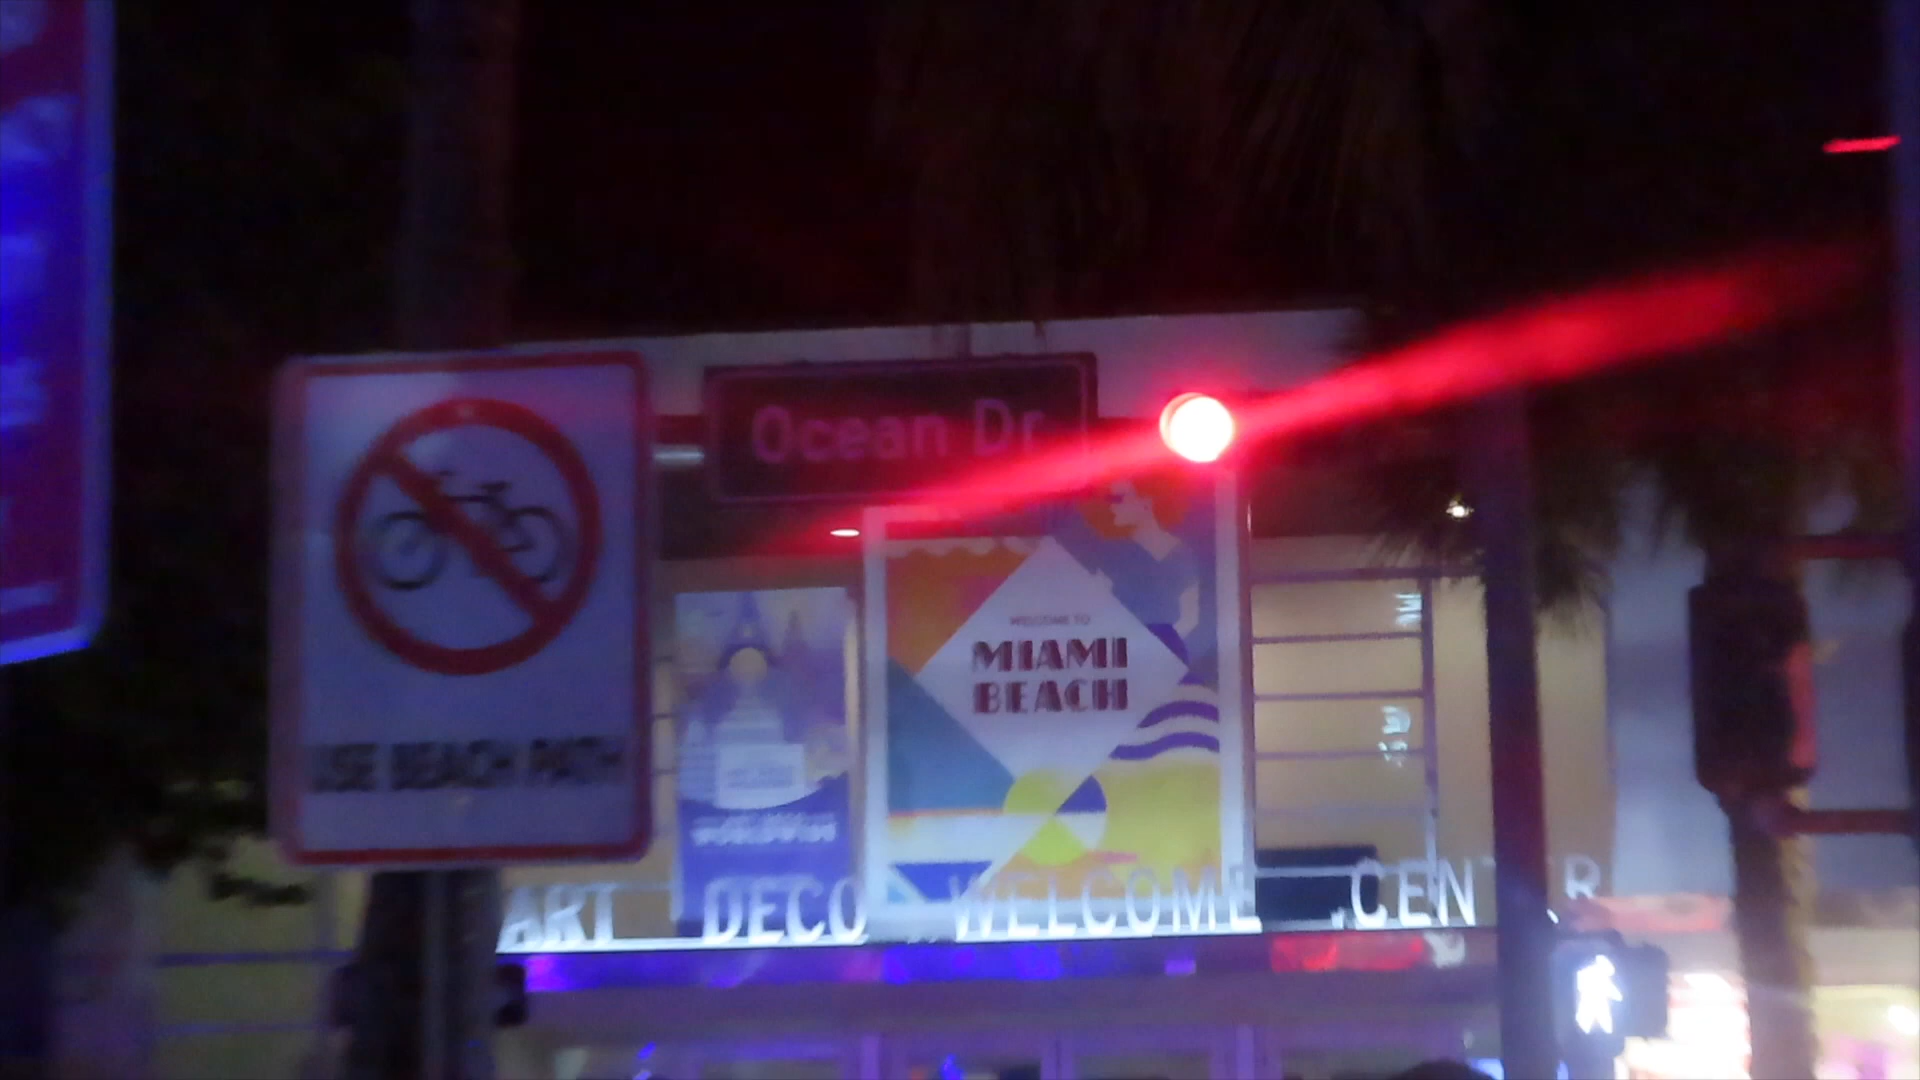 Ocean Dr
USE BEACH PATH
WELCOME TO
MIAMI
BEACH
ART DECO WELCOME CENTER